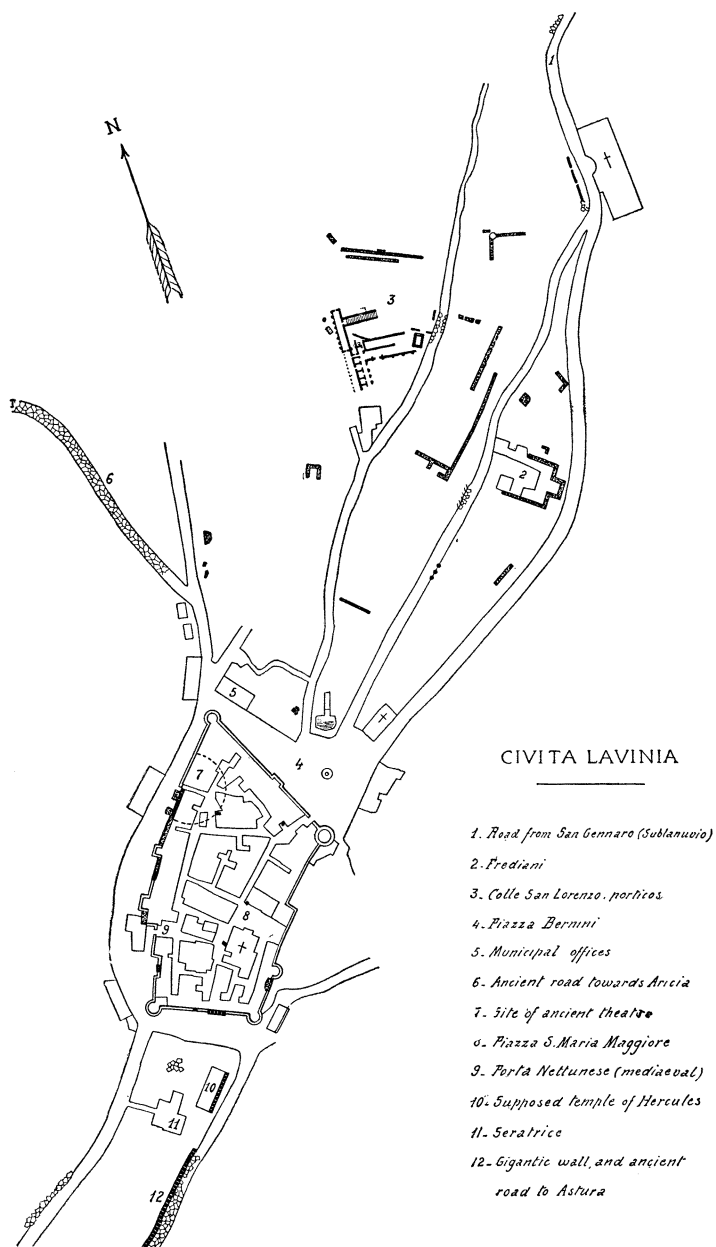 1
N
3
2
6
5
4
7
8
9
10
11
12
CIVITA LAVINIA
1. Road from San Gennaro (Sublanuvio)
2. Frediani
3. Colle San Lorenzo. porticos
4. Piazza Bernini
5. Municipal offices
6. Ancient road towards Aricia
7. Site of ancient theatre
8. Piazza S. Maria Maggiore
9. Porta Nettunese (mediaeval)
10. Supposed temple of Hercules
11. Seratrice
12. Gigantic wall, and ancient
road to Astura